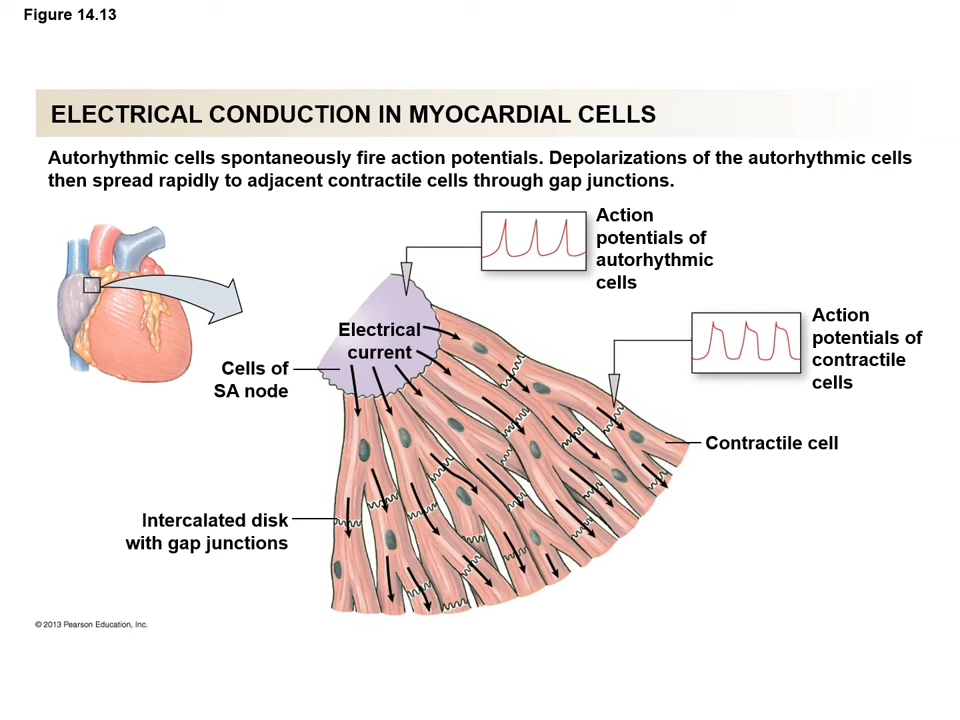 Figure 14.13
ELECTRICAL CONDUCTION IN MYOCARDIAL CELLS
Autorhythmic cells spontaneously fire action potentials. Depolarizations of the autorhythmic cells
then spread rapidly to adjacent contractile cells through gap junctions.
Action
potentials of
autorhythmic
cells
Action
potentials of
contractile
cells
Electrical
current
Cells of
SA node
Contractile cell
Intercalated disk
with gap junctions
© 2013 Pearson Education, Inc.